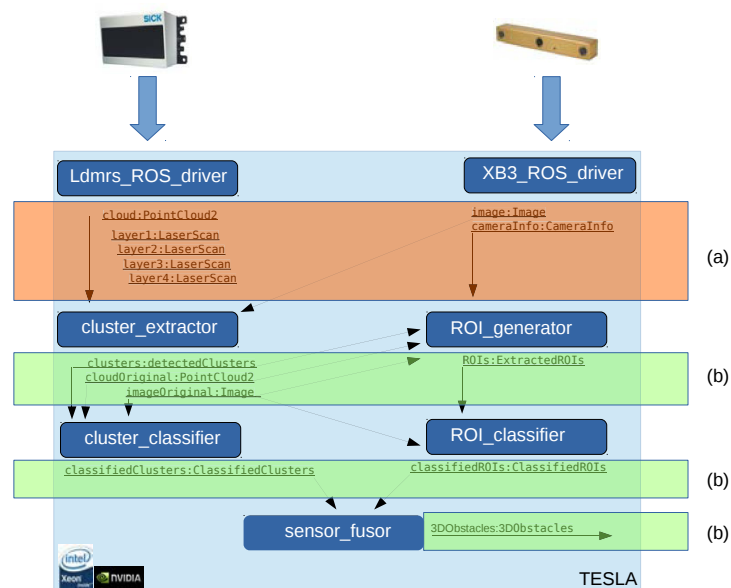 SICK
Ldmrs_ROS_driver
XB3_ROS_driver
cloud:PointCloud2
layer1:LaserScan
layer2:LaserScan
layer3:LaserScan
layer4:LaserScan
image:Image
cameraInfo:CameraInfo
(a)
cluster_extractor
ROI_generator
clusters:detectedClusters
cloudOriginal:PointCloud2
imageOriginal:Image
ROIs:ExtractedROIs
(b)
cluster_classifier
ROI_classifier
classifiedClusters:ClassifiedClusters
classifiedROIs:ClassifiedROIs
(b)
sensor_fusor
3DObstacles:3DObstacles
(b)
intel
Xeon
inside
NVIDIA
TESLA